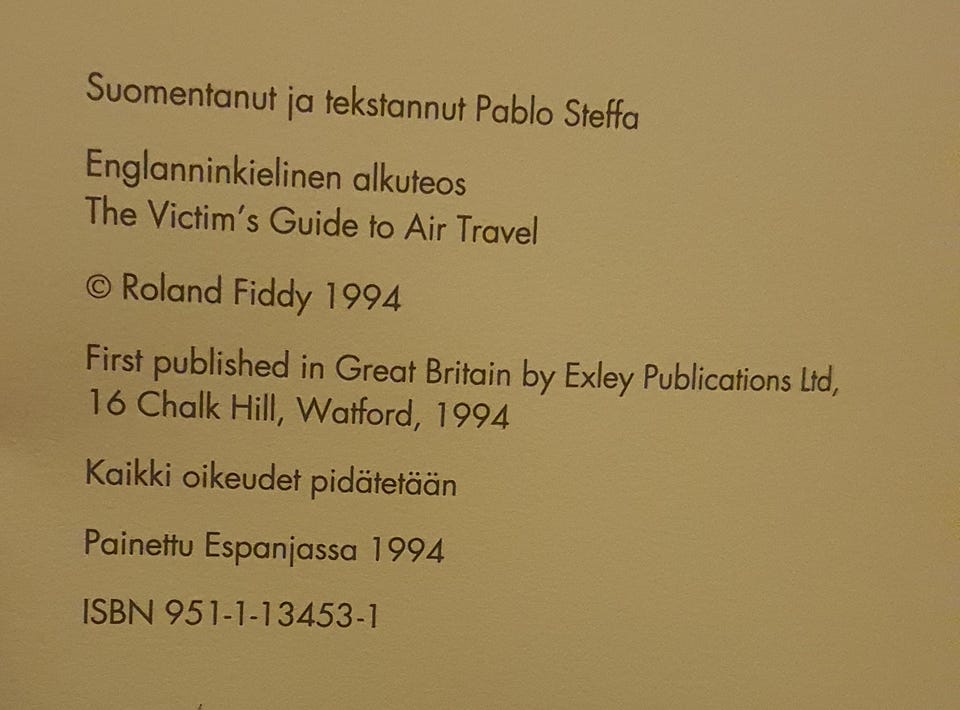 Suomentanut ja tekstannut Pablo Steffa
Englanninkielinen alkuteos
The Victim's Guide to Air Travel
© Roland Fiddy 1994
First published in Great Britain by Exley Publications Ltd,
16 Chalk Hill, Watford, 1994
Kaikki oikeudet pidätetään
Painettu Espanjassa 1994
ISBN 951-1-13453-1